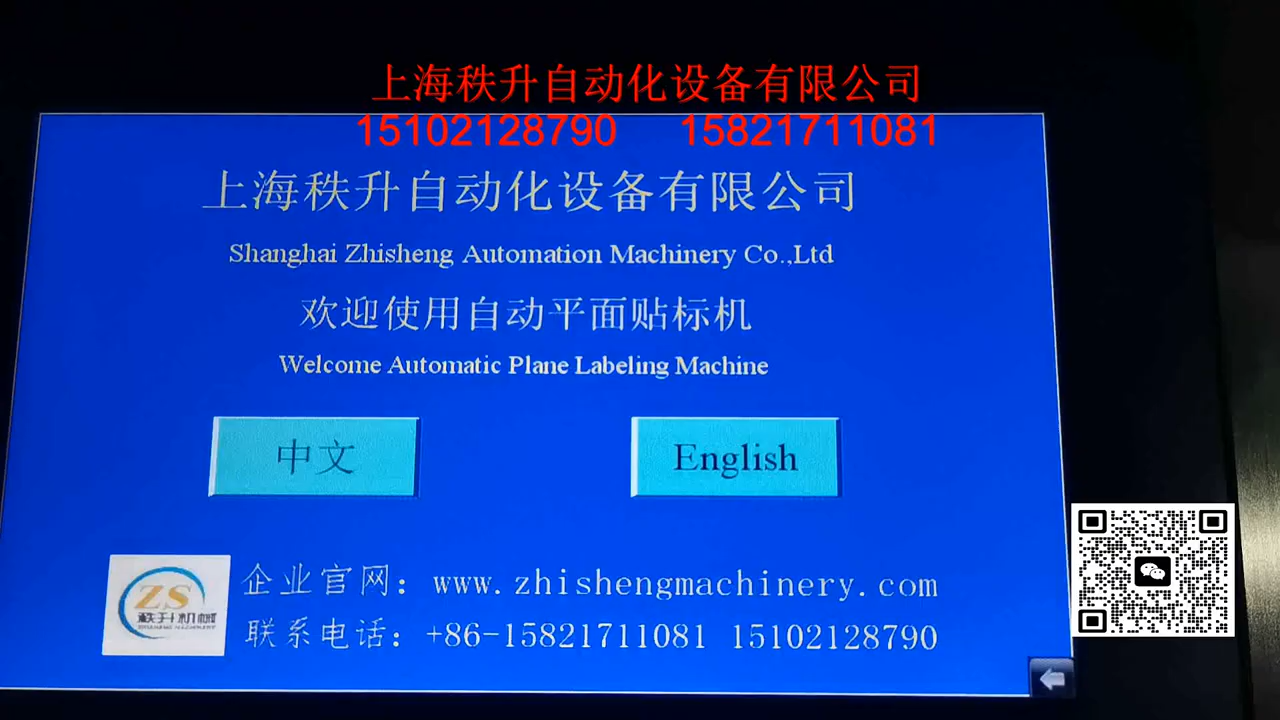 上海秩升自动化设备有限公司
15102128790 15821711081
上海秩升自动化设备有限公司
Shanghai Zhisheng Automation Machinery Co.,Ltd
欢迎使用自动平面贴标机
Welcome Automatic Plane Labeling Machine
中文 English
ZS
秩升机械
企业官网：www.zhishengmachinery.com
联系电话：+86-15821711081 15102128790